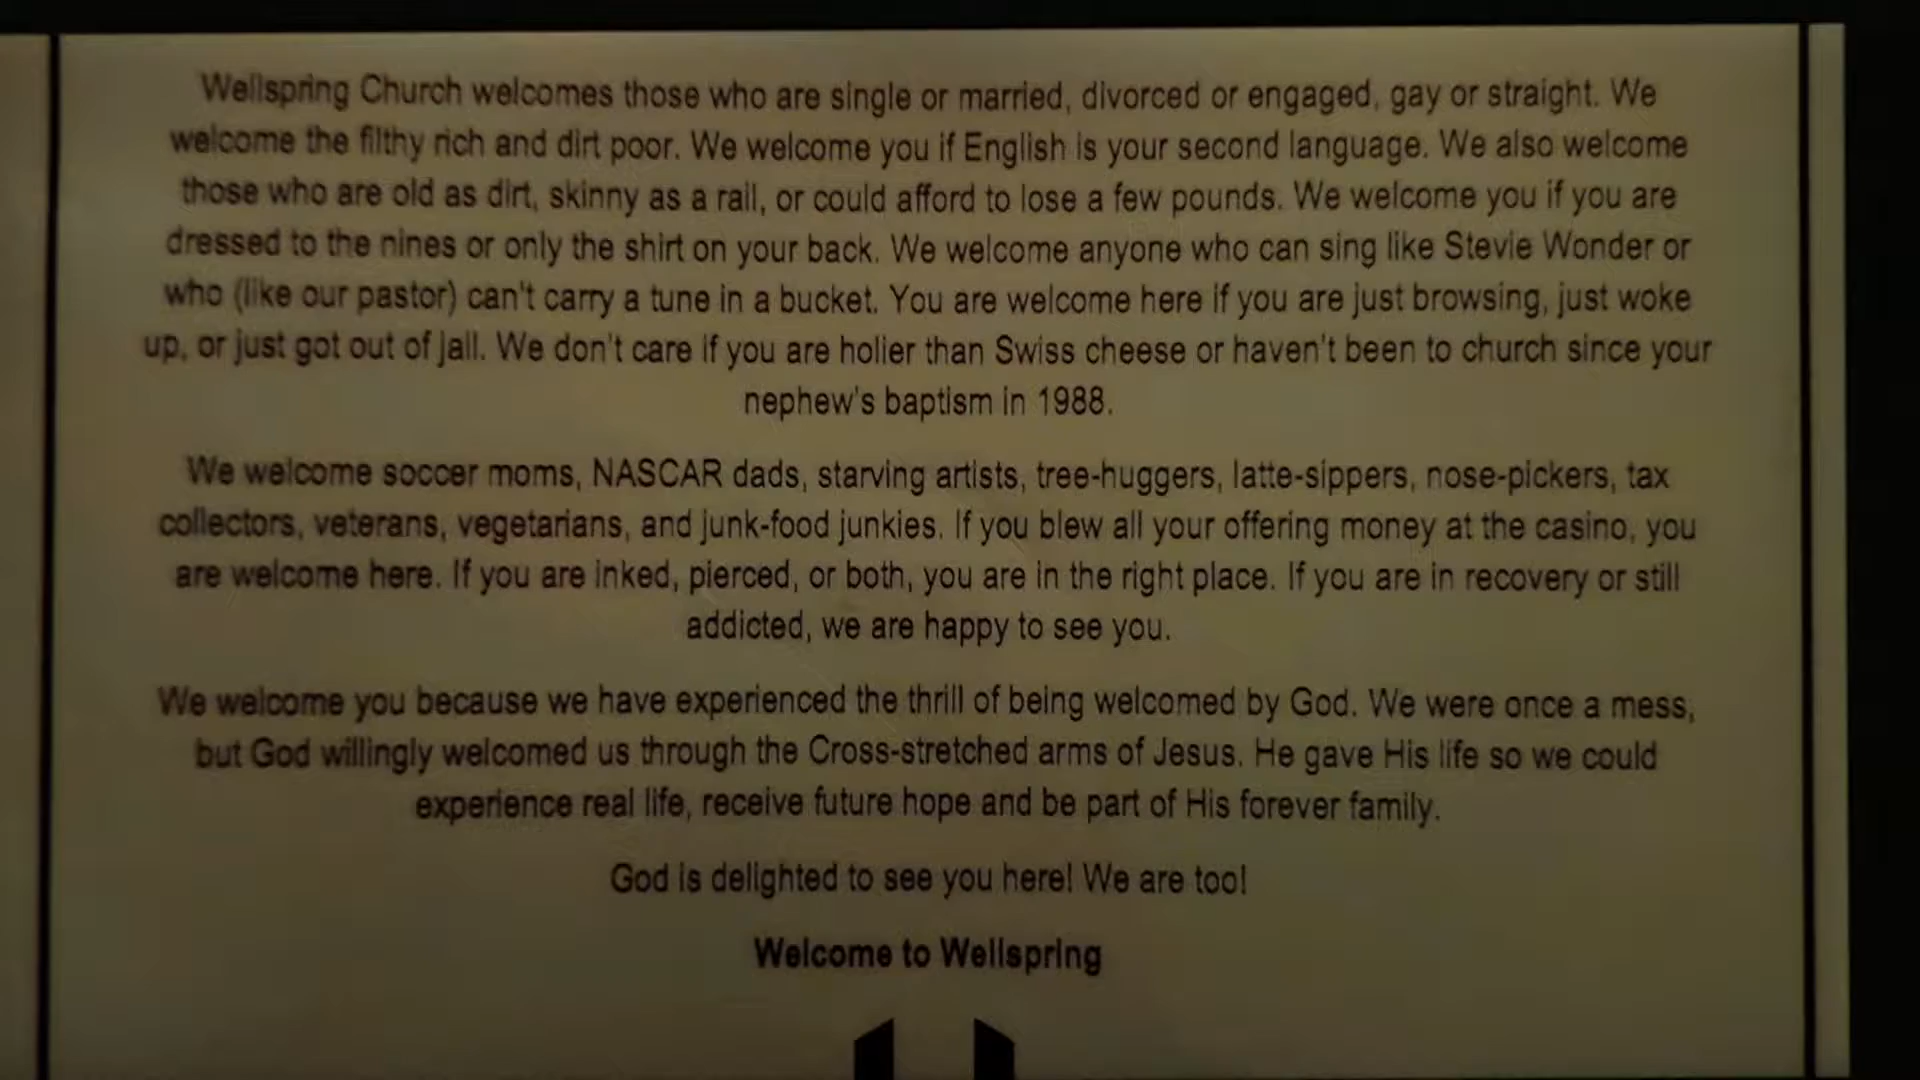 Wellspring Church welcomes those who are single or married, divorced or engaged, gay or straight. We
welcome the filthy rich and dirt poor. We welcome you if English is your second language. We also welcome
those who are old as dirt, skinny as a rail, or could afford to lose a few pounds. We welcome you if you are
dressed to the nines or only the shirt on your back. We welcome anyone who can sing like Stevie Wonder or
who (like our pastor) can't carry a tune in a bucket. You are welcome here if you are just browsing, just woke
up, or just got out of jail. We don't care if you are holier than Swiss cheese or haven't been to church since your
nephew's baptism in 1988.
We welcome soccer moms, NASCAR dads, starving artists, tree-huggers, latte-sippers, nose-pickers, tax
collectors, veterans, vegetarians, and junk-food junkies. If you blew all your offering money at the casino, you
are welcome here. If you are inked, pierced, or both, you are in the right place. If you are in recovery or still
addicted, we are happy to see you.
We welcome you because we have experienced the thrill of being welcomed by God. We were once a mess,
but God willingly welcomed us through the Cross-stretched arms of Jesus. He gave His life so we could
experience real life, receive future hope and be part of His forever family.
God is delighted to see you here! We are too!
Welcome to Wellspring